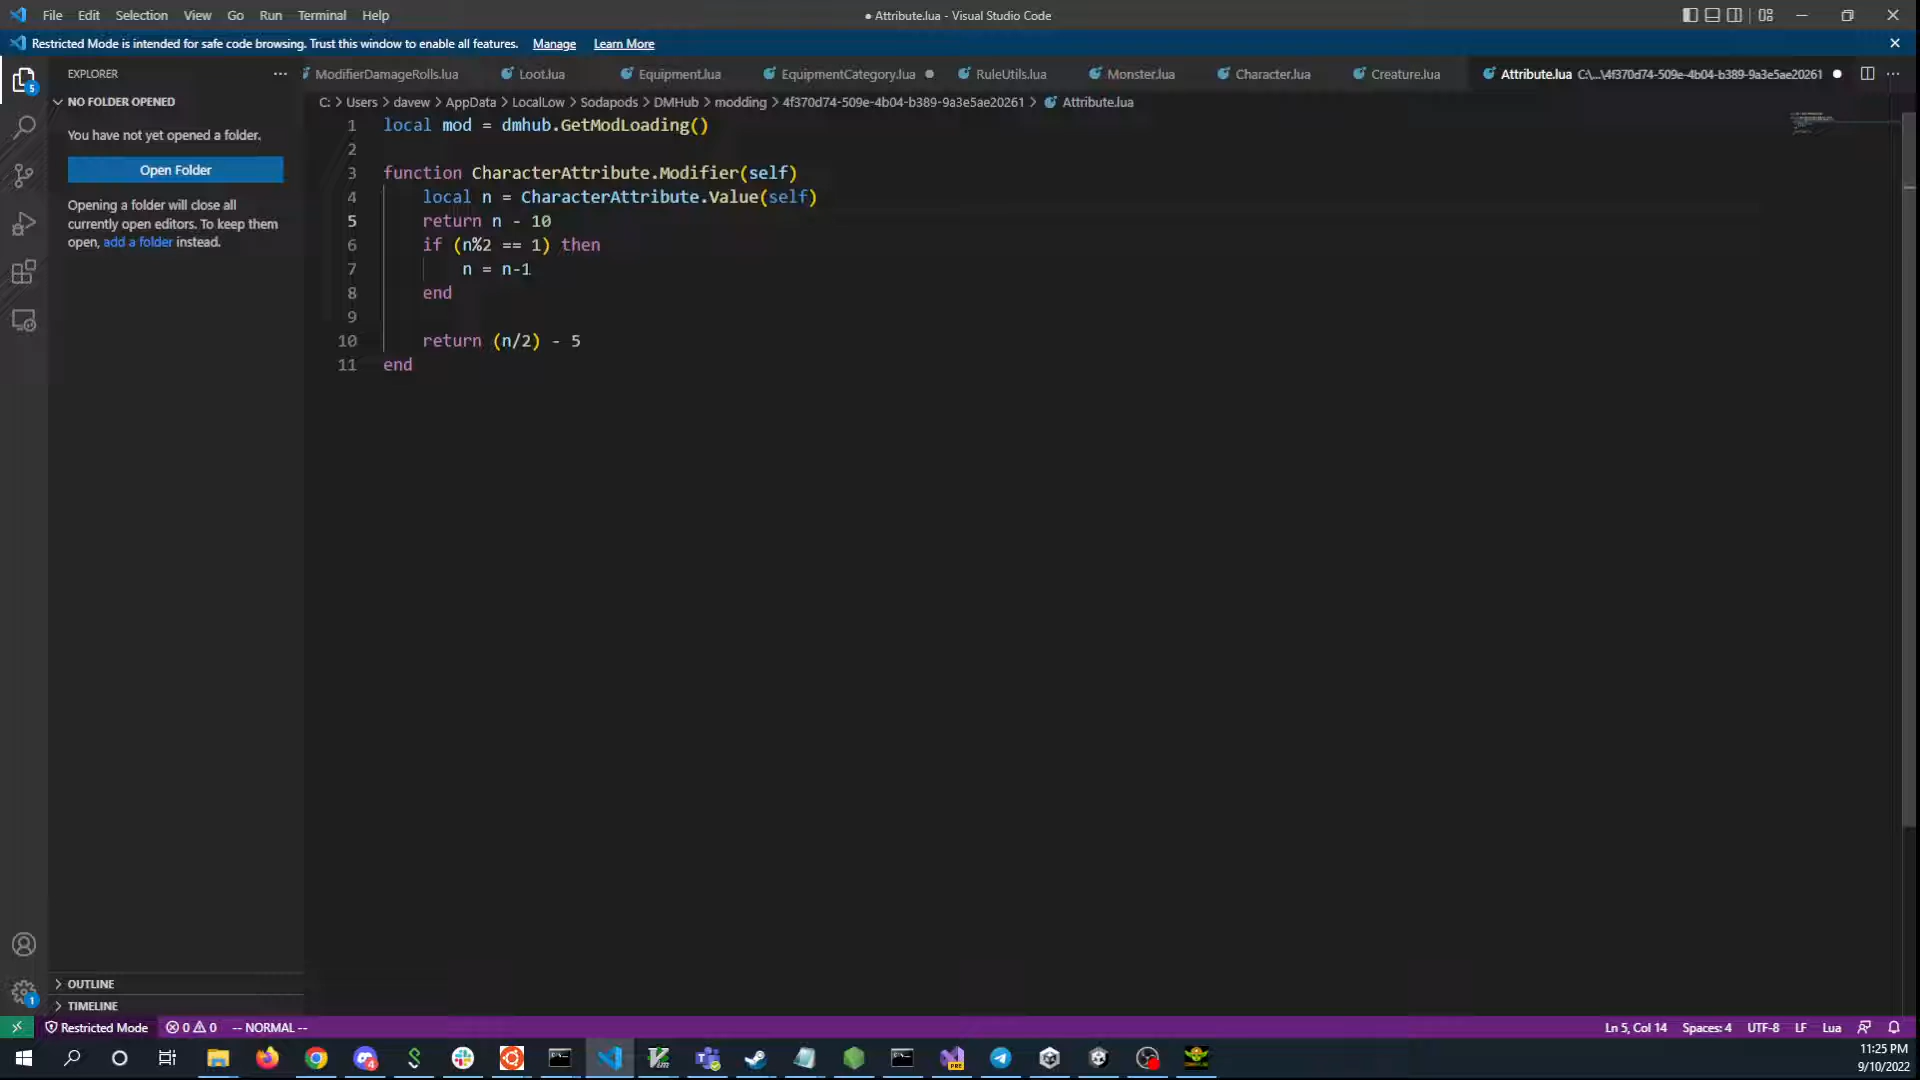 File Edit Selection View Go Run Terminal Help
● Attribute.lua - Visual Studio Code
Restricted Mode is intended for safe code browsing. Trust this window to enable all features. Manage Learn More
EXPLORER
ModifierDamageRolls.lua Loot.lua Equipment.lua EquipmentCategory.lua RuleUtils.lua Monster.lua Character.lua Creature.lua Attribute.lua C:\...\4f370d74-509e-4b04-b389-9a3e5ae20261
NO FOLDER OPENED
C: > Users > davew > AppData > LocalLow > Sodapods > DMHub > modding > 4f370d74-509e-4b04-b389-9a3e5ae20261 > Attribute.lua
You have not yet opened a folder.
Open Folder
Opening a folder will close all
currently open editors. To keep them
open, add a folder instead.
1 local mod = dmhub.GetModLoading()
2
3 function CharacterAttribute.Modifier(self)
4 local n = CharacterAttribute.Value(self)
5 return n - 10
6 if (n%2 == 1) then
7 n = n-1
8 end
9
10 return (n/2) - 5
11 end
5
1
OUTLINE
TIMELINE
Restricted Mode 0 0 -- NORMAL -- Ln 5, Col 14 Spaces: 4 UTF-8 LF Lua
11:25 PM
9/10/2022